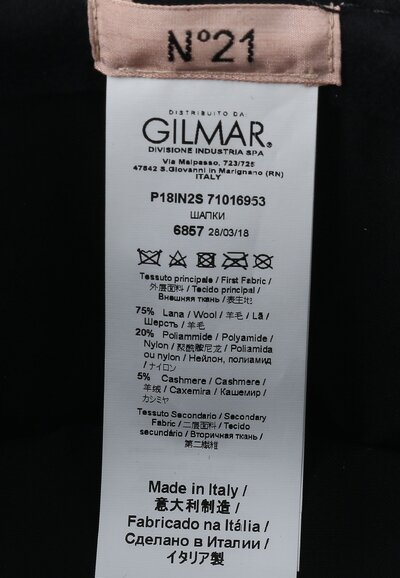 N°21
DISTRIBUITO DA
GILMAR®
DIVISIONE INDUSTRIA SPA
Via Malpasso, 723/725
47842 S.Giovanni in Marignano (RN)
ITALY
P18IN2S 71016953
ШАПКИ
6857 28/03/18
Tessuto principale / First Fabric /
外层面料 / Tecido principal /
Внешняя ткань / 表生地
75% Lana / Wool / 羊毛 / Lã /
Шерсть / 羊毛
20% Poliammide / Polyamide /
Nylon / 聚酰胺尼龙 / Poliamida
ou nylon / Нейлон, полиамид
/ ナイロン
5% Cashmere / Cashmere /
羊绒 / Caxemira / Кашемир /
カシミヤ
Tessuto Secondario / Secondary
Fabric / 二层面料 / Tecido
secundário / Вторичная ткань /
第二繊維
Made in Italy /
意大利制造 /
Fabricado na Itália /
Сделано в Италии /
イタリア製